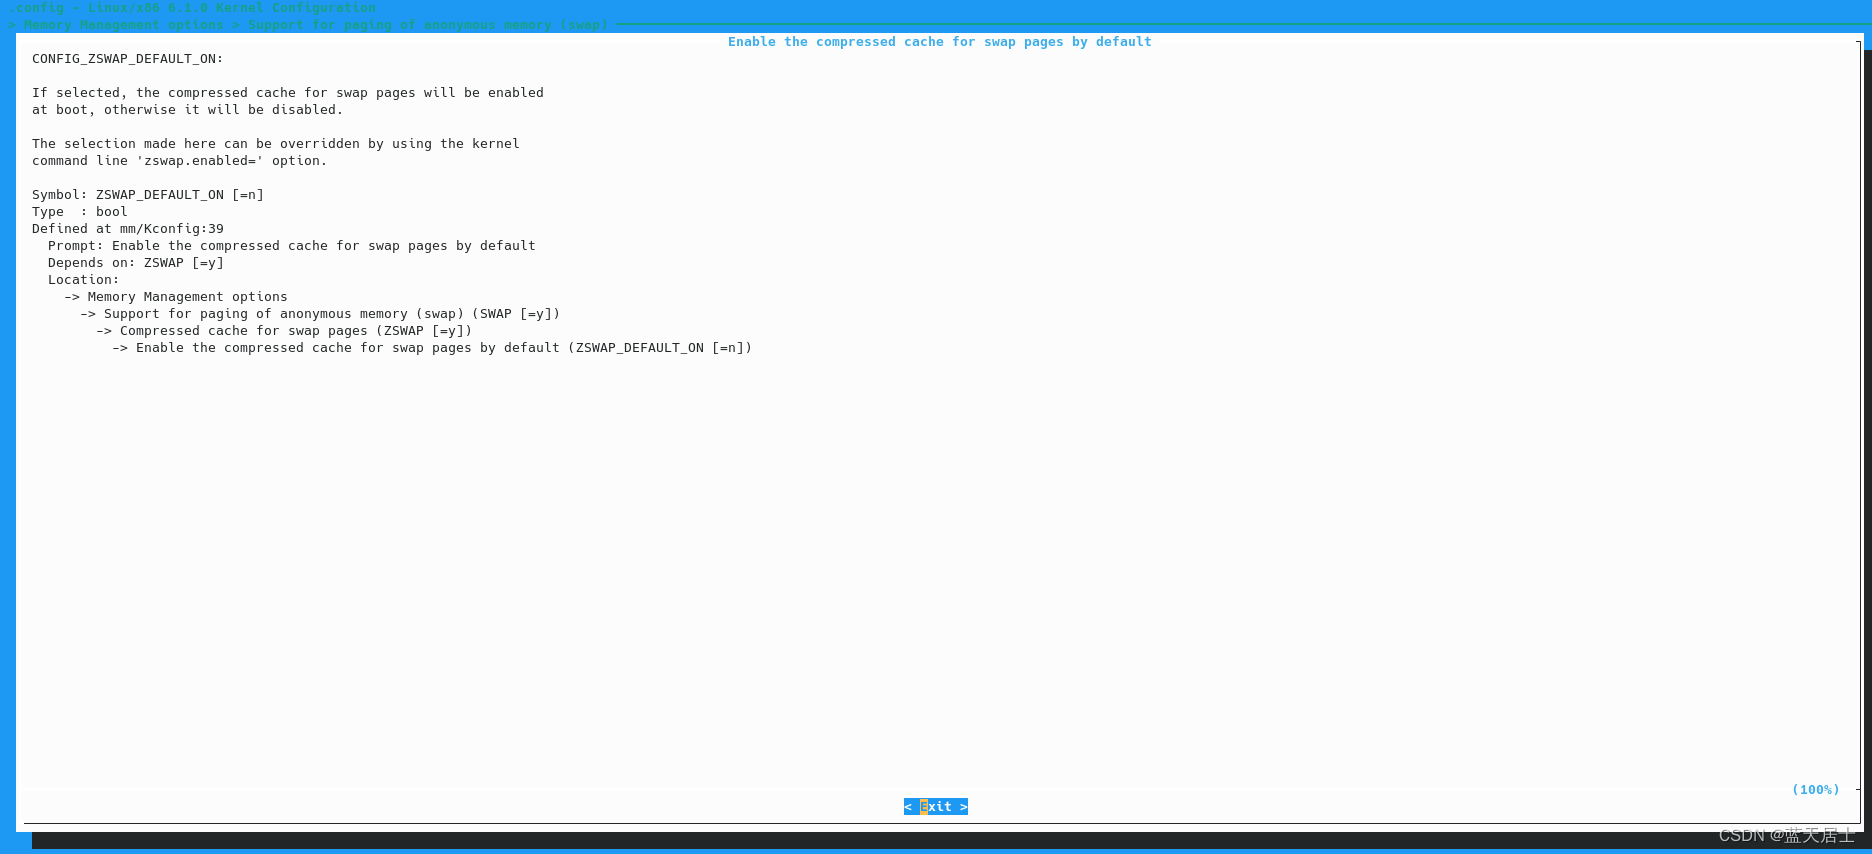 .config - Linux/x86 6.1.0 Kernel Configuration
> Memory Management options > Support for paging of anonymous memory (swap)
Enable the compressed cache for swap pages by default
CONFIG_ZSWAP_DEFAULT_ON:
If selected, the compressed cache for swap pages will be enabled
at boot, otherwise it will be disabled.
The selection made here can be overridden by using the kernel
command line 'zswap.enabled=' option.
Symbol: ZSWAP_DEFAULT_ON [=n]
Type  : bool
Defined at mm/Kconfig:39
  Prompt: Enable the compressed cache for swap pages by default
  Depends on: ZSWAP [=y]
  Location:
    -> Memory Management options
      -> Support for paging of anonymous memory (swap) (SWAP [=y])
        -> Compressed cache for swap pages (ZSWAP [=y])
          -> Enable the compressed cache for swap pages by default (ZSWAP_DEFAULT_ON [=n])
(100%)
< Exit >
CSDN @蓝天居士